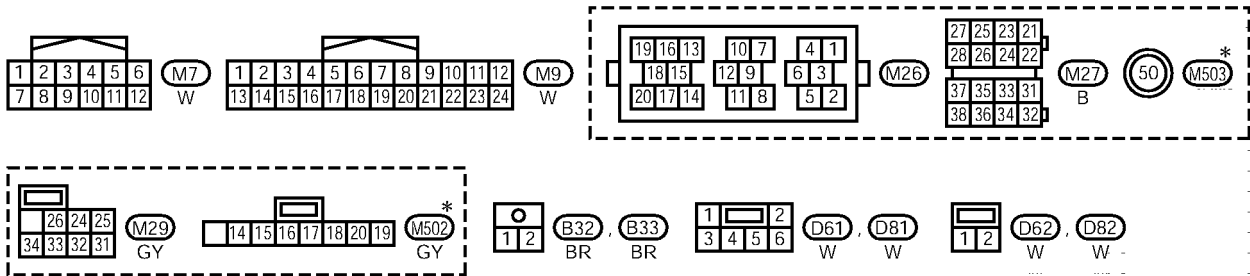 1 2 3 4 5 6 M7
7 8 9 10 11 12 W
1 2 3 4 5 6 7 8 9 10 11 12 M9
13 14 15 16 17 18 19 20 21 22 23 24 W
19 16 13 10 7 4 1
18 15 12 9 6 3 M26
20 17 14 11 8 5 2
27 25 23 21
28 26 24 22
37 35 33 31
38 36 34 32
M27
B
50
*
M503
26 24 25
34 33 32 31
M29
GY
14 15 16 17 18 20 19
*
M502
GY
1 2
B32 , B33
BR BR
1 2
3 4 5 6
D61 , D81
W W
1 2
D62 , D82
W W